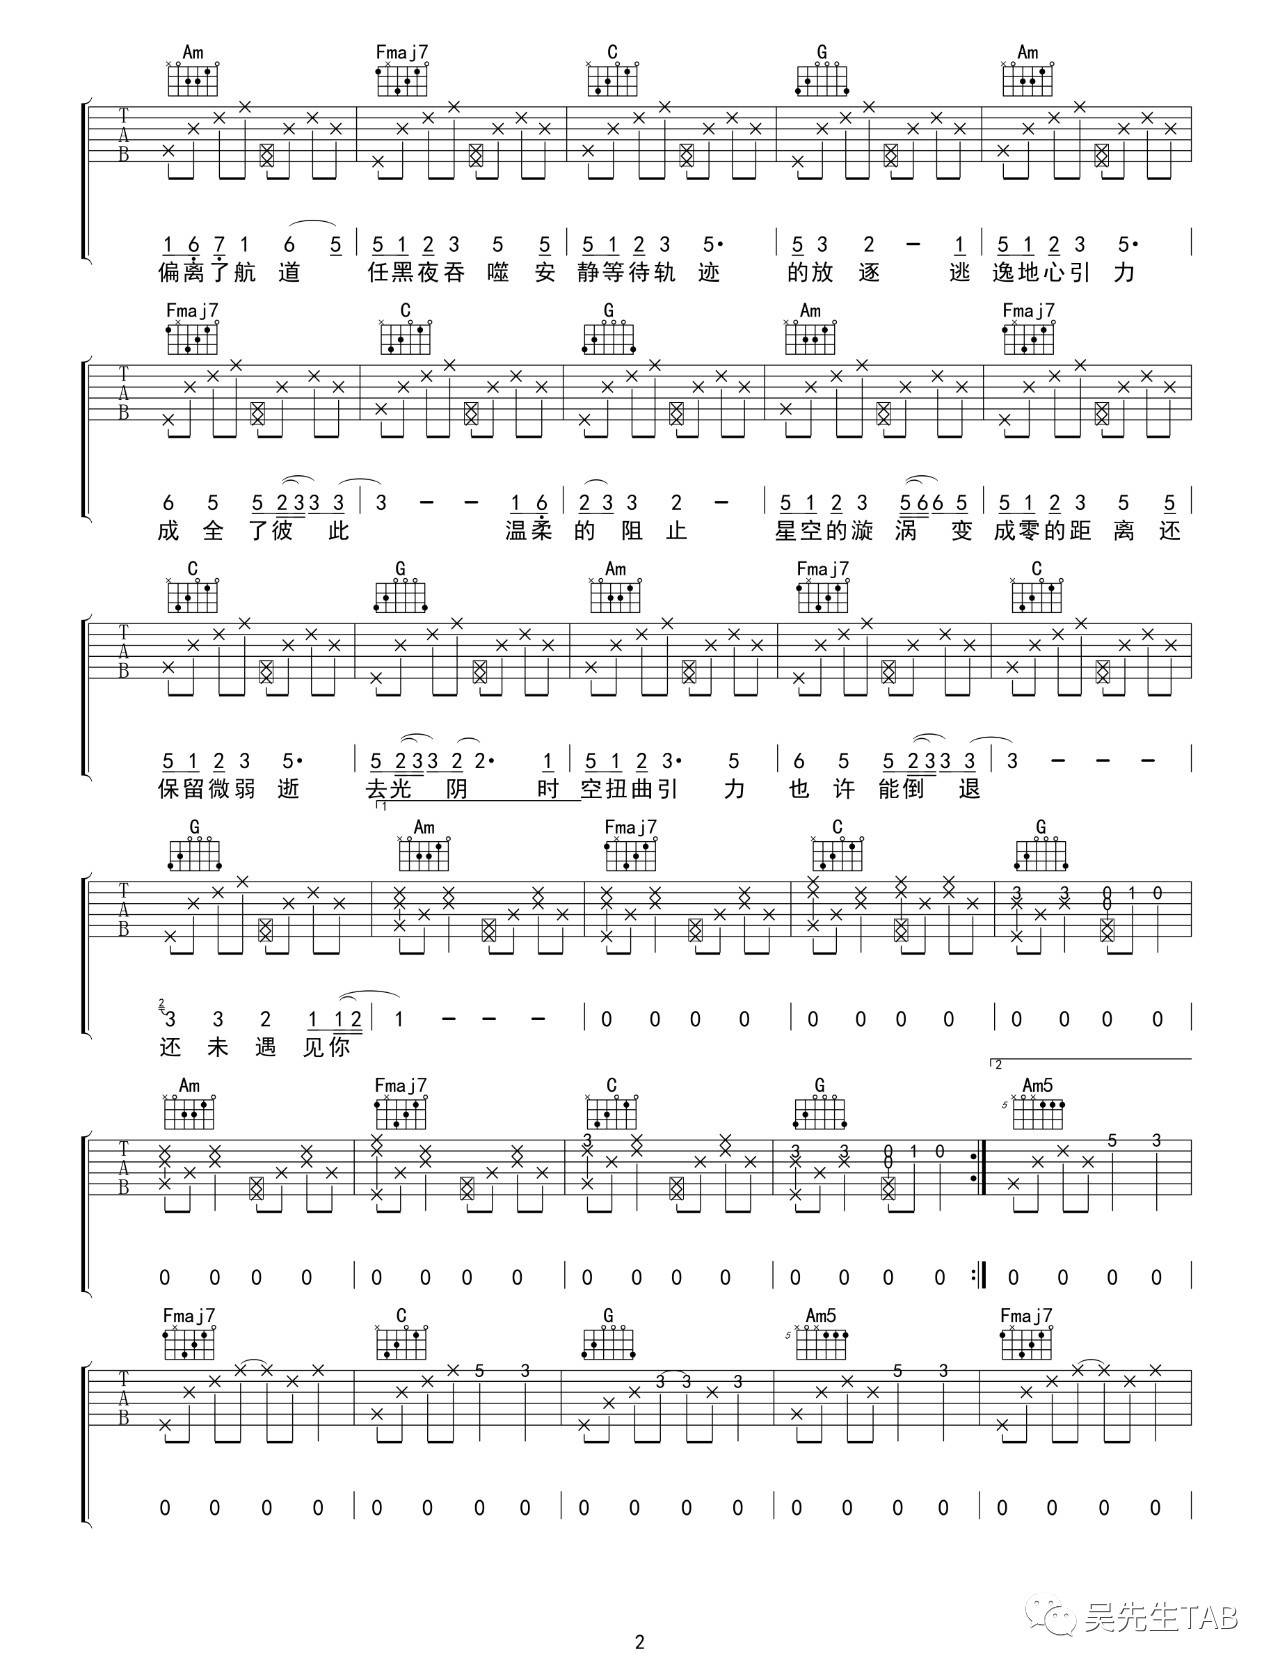 Am Fmaj7 C G Am
T A B
1 6 7 1 6 5 5 1 2 3 5 5 5 1 2 3 5· 5 3 2 - 1 5 1 2 3 5·
偏离了航道 任黑夜吞噬安 静等待轨迹 的放逐 逃 逸地心引力
Fmaj7 C G Am Fmaj7
T A B
6 5 5 2 3 3 3 3 - - 1 6 2 3 3 2 - 5 1 2 3 5 6 6 5 5 1 2 3 5 5
成全了彼此 温柔的阻止 星空的漩涡变 成零的距离还
C G Am Fmaj7 C
T A B
5 1 2 3 5· 5 2 3 3 2 2· 1 5 1 2 3· 5 6 5 5 2 3 3 3 3 - - -
保留微弱逝 去光阴 时 空扭曲引力 也许能倒退
1
G Am Fmaj7 C G
T A B 3 3 0 0 1 0
2 3 3 2 1 1 2 1 - - - 0 0 0 0 0 0 0 0 0 0 0 0
还未遇见你
2
Am Fmaj7 C G Am5
5
T A B 3 3 3 0 0 1 0 5 3
0 0 0 0 0 0 0 0 0 0 0 0 0 0 0 0 0 0 0 0
Fmaj7 C G Am5 Fmaj7
5
T A B 5 3 3 3 3 5 3
0 0 0 0 0 0 0 0 0 0 0 0 0 0 0 0 0 0 0 0
吴先生TAB
2